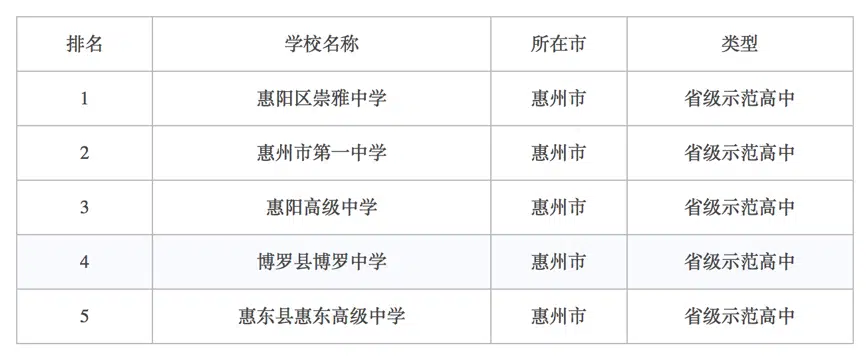 排名 学校名称 所在市 类型
1 惠阳区崇雅中学 惠州市 省级示范高中
2 惠州市第一中学 惠州市 省级示范高中
3 惠阳高级中学 惠州市 省级示范高中
4 博罗县博罗中学 惠州市 省级示范高中
5 惠东县惠东高级中学 惠州市 省级示范高中